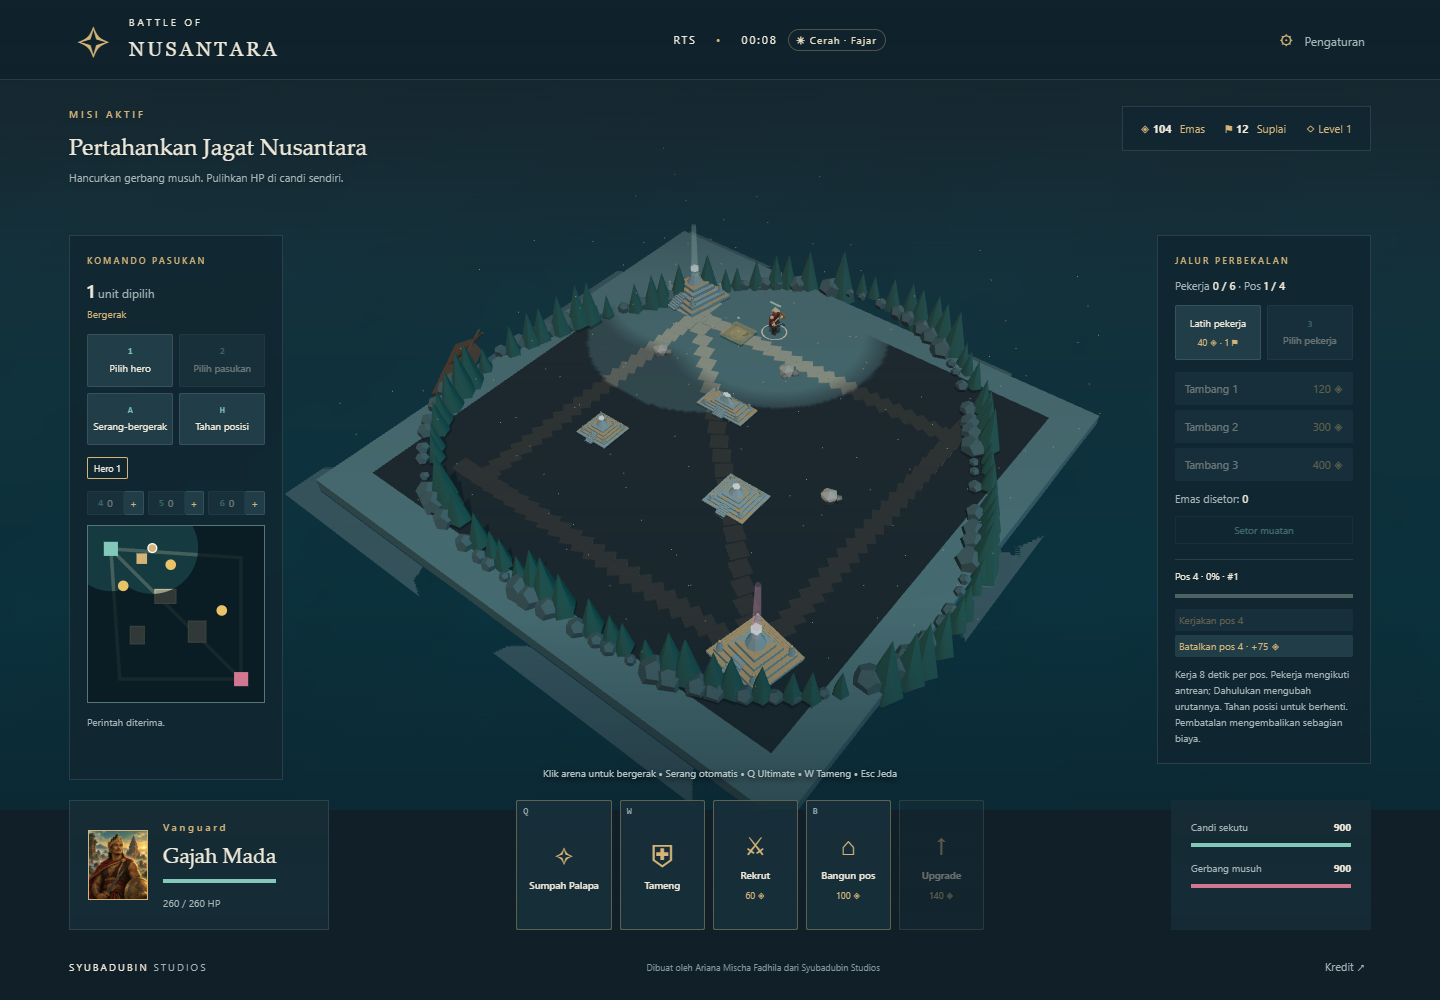 BATTLE OF
NUSANTARA
RTS • 00:08 Cerah · Fajar
Pengaturan
MISI AKTIF
Pertahankan Jagat Nusantara
Hancurkan gerbang musuh. Pulihkan HP di candi sendiri.
104 Emas 12 Suplai Level 1
KOMANDO PASUKAN
1 unit dipilih
Bergerak
1
Pilih hero
2
Pilih pasukan
A
Serang-bergerak
H
Tahan posisi
Hero 1
4 0 + 5 0 + 6 0 +
Perintah diterima.
JALUR PERBEKALAN
Pekerja 0 / 6 · Pos 1 / 4
Latih pekerja
40 ◈ · 1 ⚑
3
Pilih pekerja
Tambang 1 120 ◈
Tambang 2 300 ◈
Tambang 3 400 ◈
Emas disetor: 0
Setor muatan
Pos 4 · 0% · #1
Kerjakan pos 4
Batalkan pos 4 · +75 ◈
Kerja 8 detik per pos. Pekerja mengikuti
antrean; Dahulukan mengubah
urutannya. Tahan posisi untuk berhenti.
Pembatalan mengembalikan sebagian
biaya.
Klik arena untuk bergerak • Serang otomatis • Q Ultimate • W Tameng • Esc Jeda
Vanguard
Gajah Mada
260 / 260 HP
Q
Sumpah Palapa
W
Tameng
Rekrut
60 ◈
B
Bangun pos
100 ◈
Upgrade
140 ◈
Candi sekutu 900
Gerbang musuh 900
SYUBADUBIN STUDIOS
Dibuat oleh Ariana Mischa Fadhila dari Syubadubin Studios
Kredit ↗